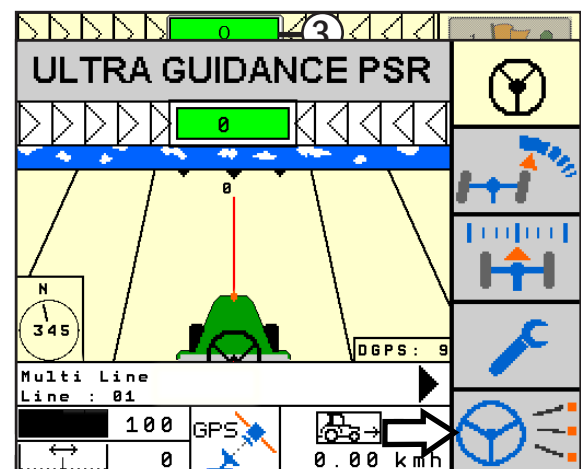 0
3
1
ULTRA GUIDANCE PSR
0
0
N
345
DGPS: 9
Multi Line
Line : 01
100
GPS
0
0.00 kmh